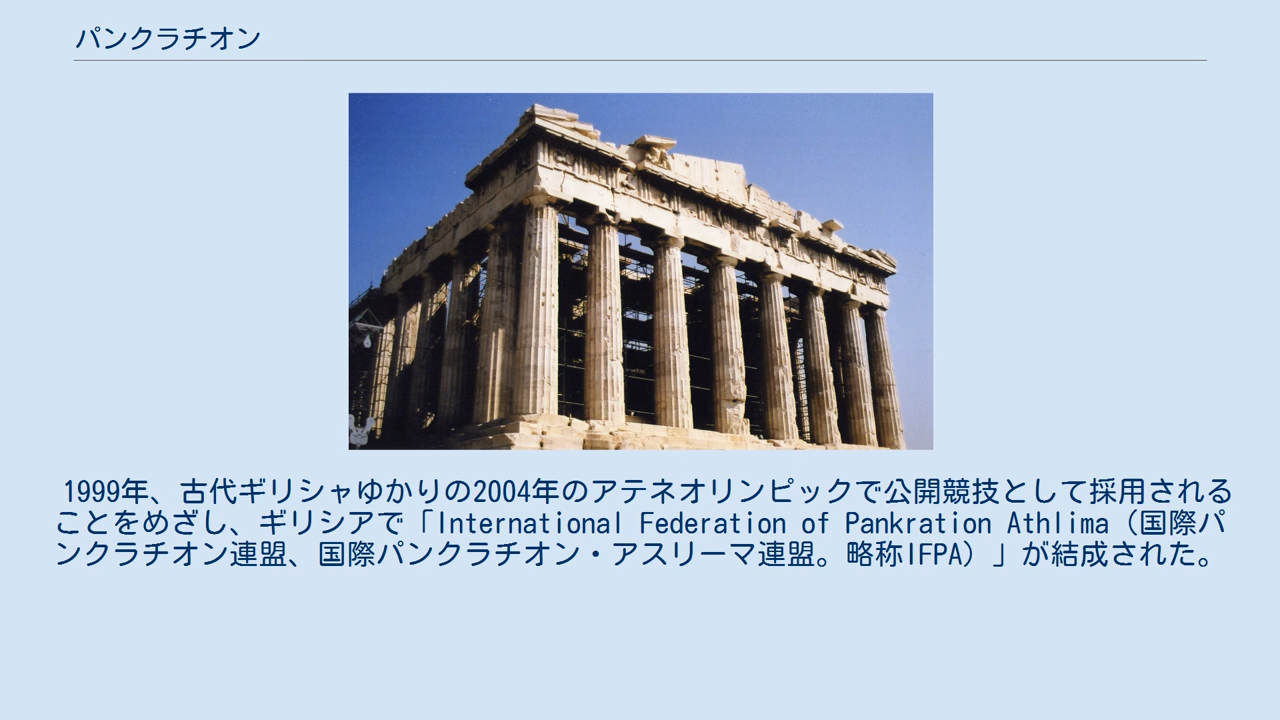 パンクラチオン
1999年、古代ギリシャゆかりの2004年のアテネオリンピックで公開競技として採用される
ことをめざし、ギリシアで「International Federation of Pankration Athlima（国際パ
ンクラチオン連盟、国際パンクラチオン・アスリーマ連盟。略称IFPA）」が結成された。